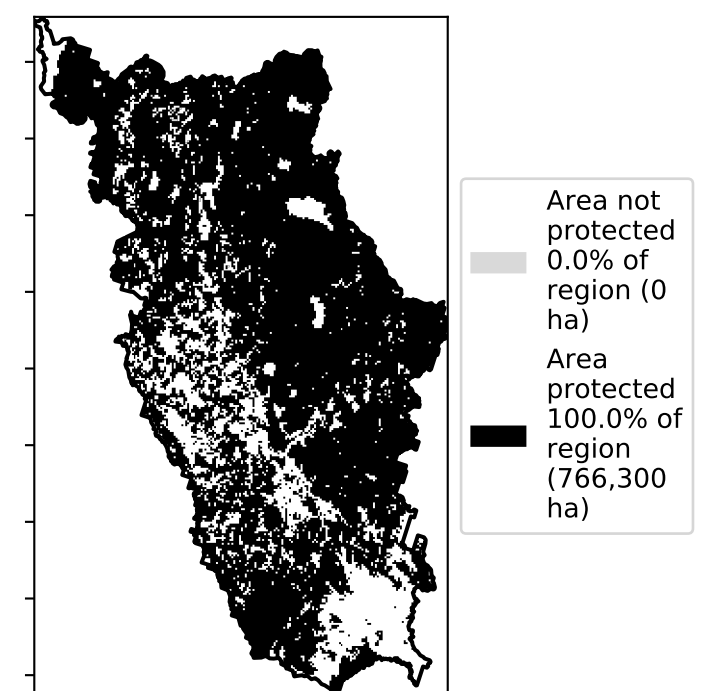 Area not
protected
0.0% of
region (0
ha)
Area
protected
100.0% of
region
(766,300
ha)